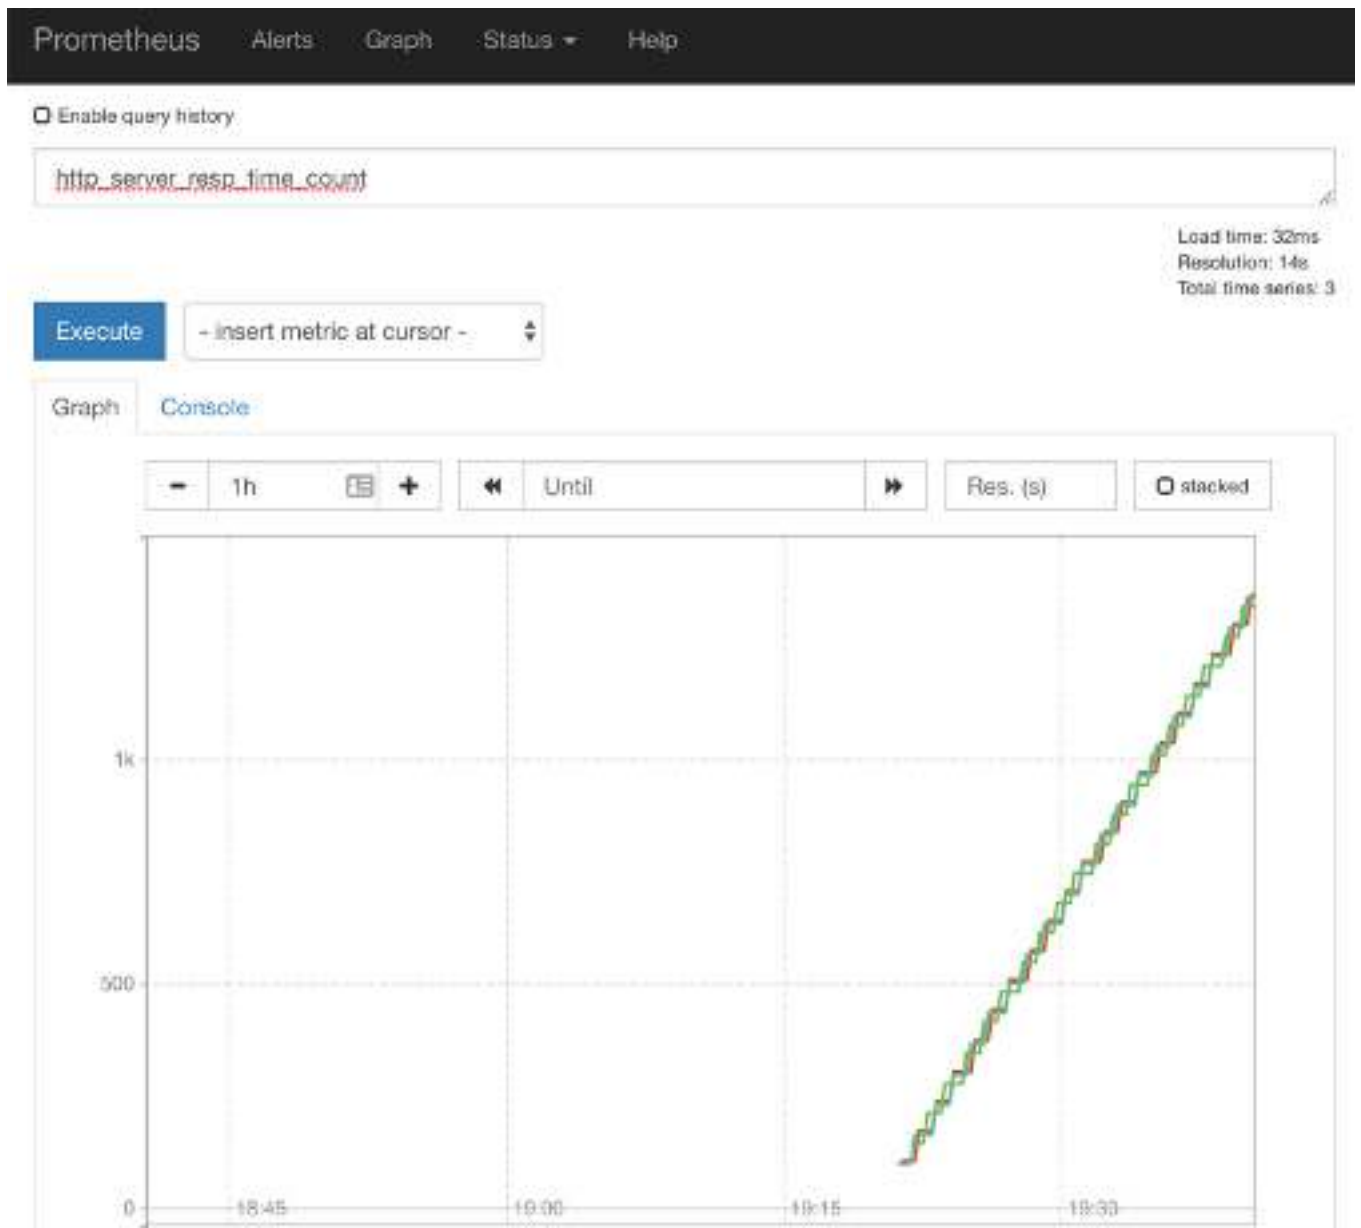 Prometheus Alerts Graph Status Help
Enable query history
http_server_resp_time_count
Load time: 32ms
Resolution: 14s
Total time series: 3
Execute - insert metric at cursor -
Graph Console
1h Until Res. (s) stacked
1k
500
0
18:45 19:00 19:15 19:30